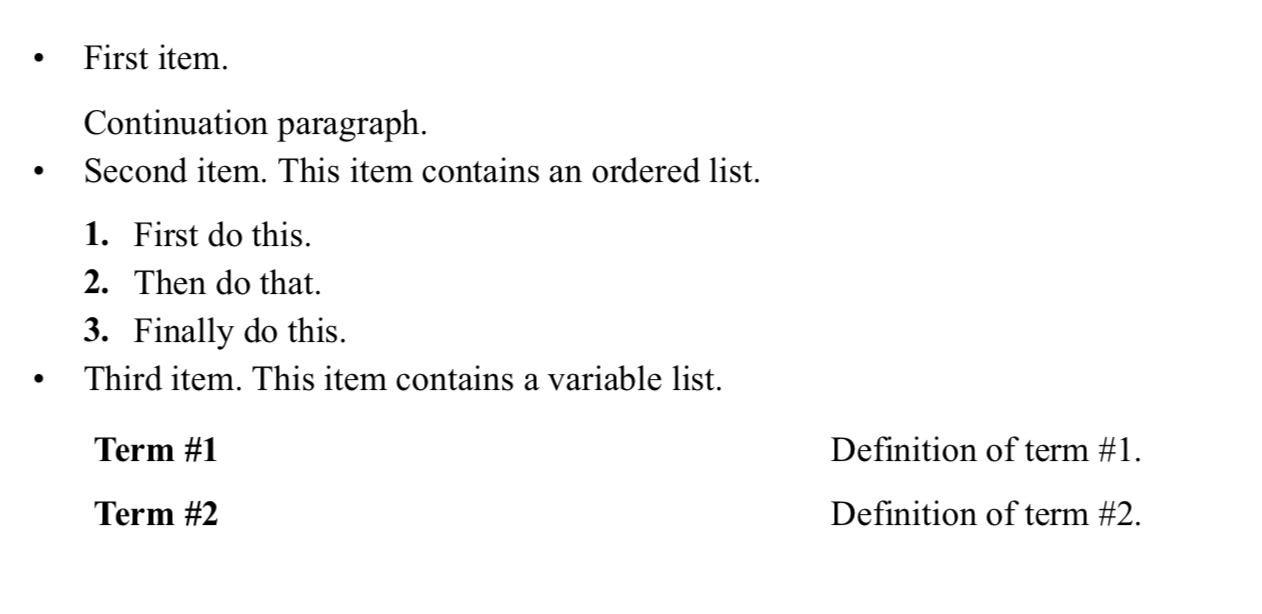 • First item.
Continuation paragraph.
• Second item. This item contains an ordered list.
1. First do this.
2. Then do that.
3. Finally do this.
• Third item. This item contains a variable list.
Term #1 Definition of term #1.
Term #2 Definition of term #2.